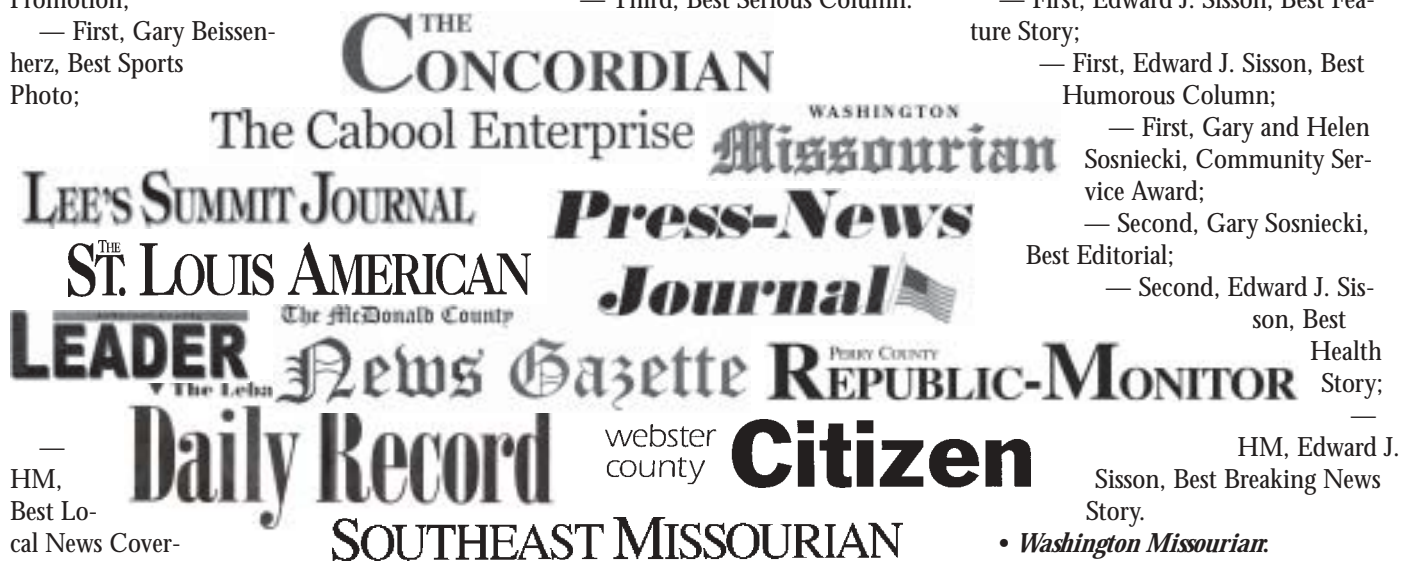 Promotion;
— First, Gary Beissen-
herz, Best Sports
Photo;
—
HM,
Best Lo-
cal News Cover-
— Third, Best Serious Column.
THE
CONCORDIAN
The Cabool Enterprise
WASHINGTON
Missourian
LEE'S SUMMIT JOURNAL
Press-News
Journal
THE
ST. LOUIS AMERICAN
LEADER
The McDonald County
News Gazette
PERRY COUNTY
REPUBLIC-MONITOR
▼ The Leba
Daily Record
webster
county
Citizen
SOUTHEAST MISSOURIAN
— First, Edward J. Sisson, Best Fea-
ture Story;
— First, Edward J. Sisson, Best
Humorous Column;
— First, Gary and Helen
Sosniecki, Community Ser-
vice Award;
— Second, Gary Sosniecki,
Best Editorial;
— Second, Edward J. Sis-
son, Best
Health
Story;
—
HM, Edward J.
Sisson, Best Breaking News
Story.
• Washington Missourian: